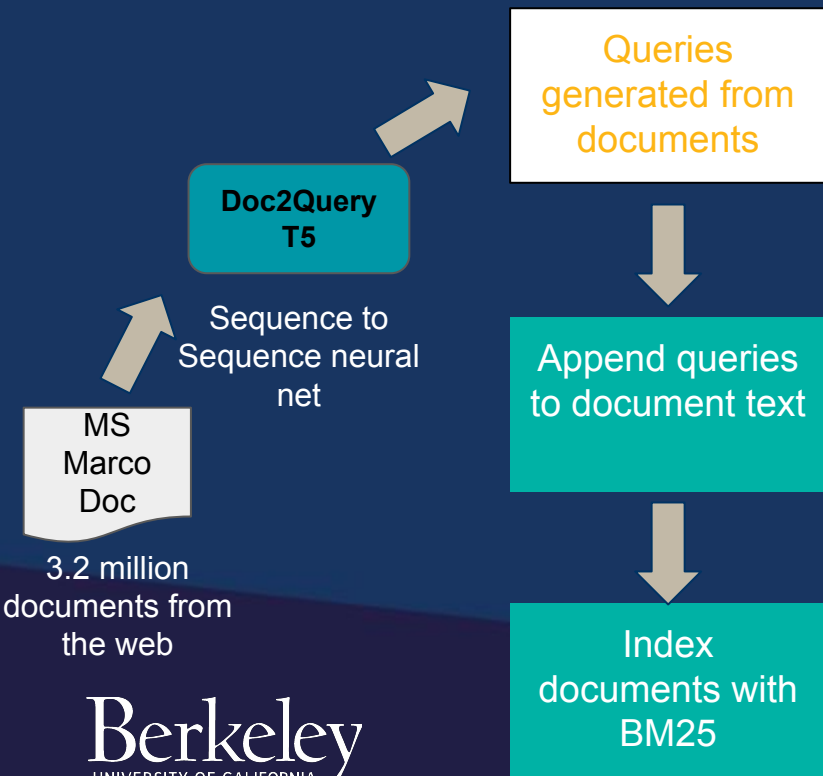 Queries
generated from
documents
Doc2Query
T5
Sequence to
Sequence neural
net
Append queries
to document text
MS
Marco
Doc
3.2 million
documents from
the web
Index
documents with
BM25
Berkeley
UNIVERSITY OF CALIFORNIA